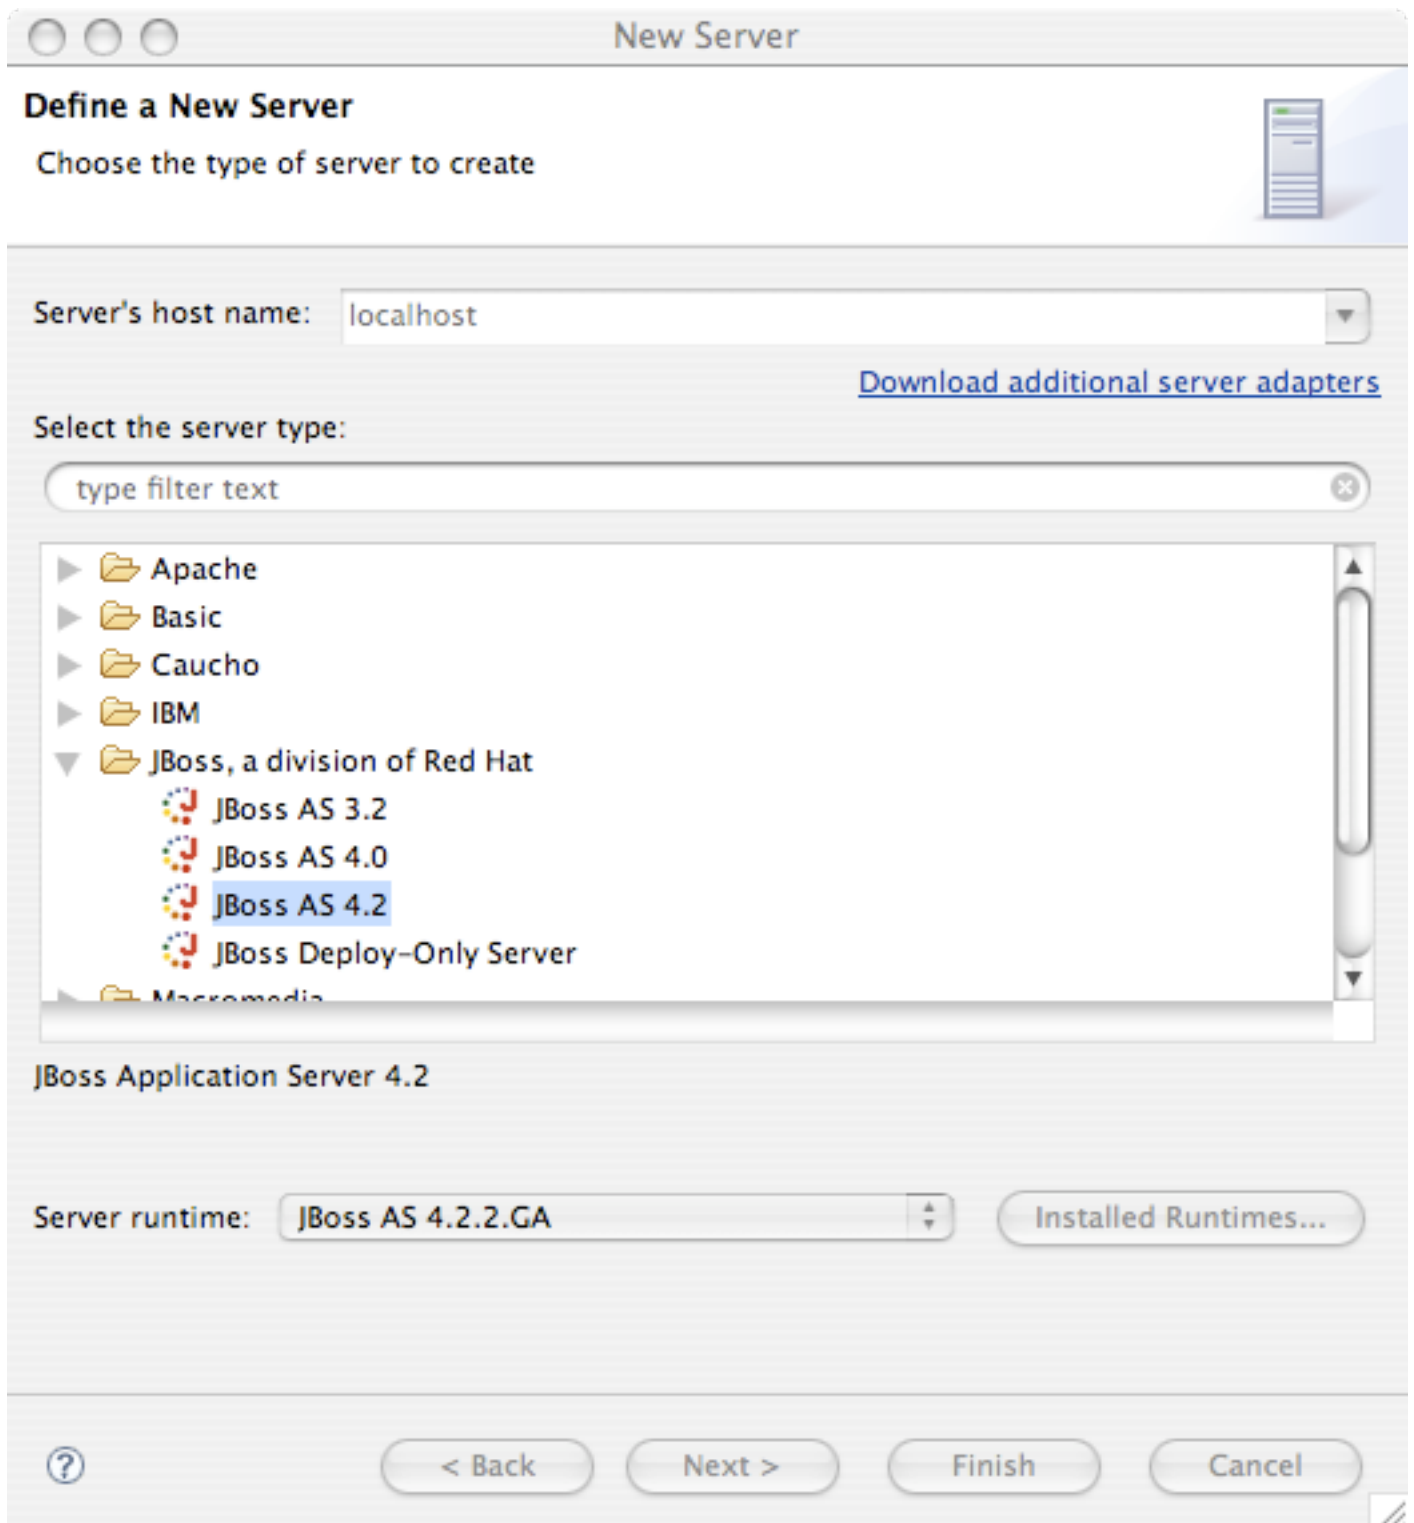 New Server
Define a New Server
Choose the type of server to create
Server's host name: localhost
Download additional server adapters
Select the server type:
type filter text
Apache
Basic
Caucho
IBM
JBoss, a division of Red Hat
JBoss AS 3.2
JBoss AS 4.0
JBoss AS 4.2
JBoss Deploy-Only Server
Macromedia
JBoss Application Server 4.2
Server runtime: JBoss AS 4.2.2.GA Installed Runtimes...
? < Back Next > Finish Cancel